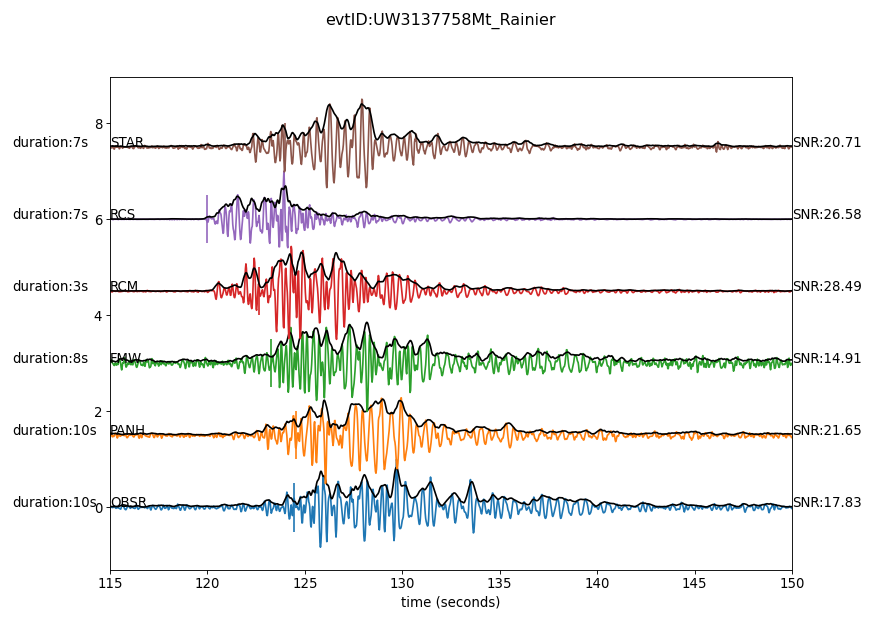 evtID:UW3137758Mt_Rainier
8
duration:7s STAR SNR:20.71
duration:7s RCS SNR:26.58
6
duration:3s RCM SNR:28.49
4
duration:8s FMW SNR:14.91
2
duration:10s PANH SNR:21.65
duration:10s OBSR SNR:17.83
0
115 120 125 130 135 140 145 150
time (seconds)